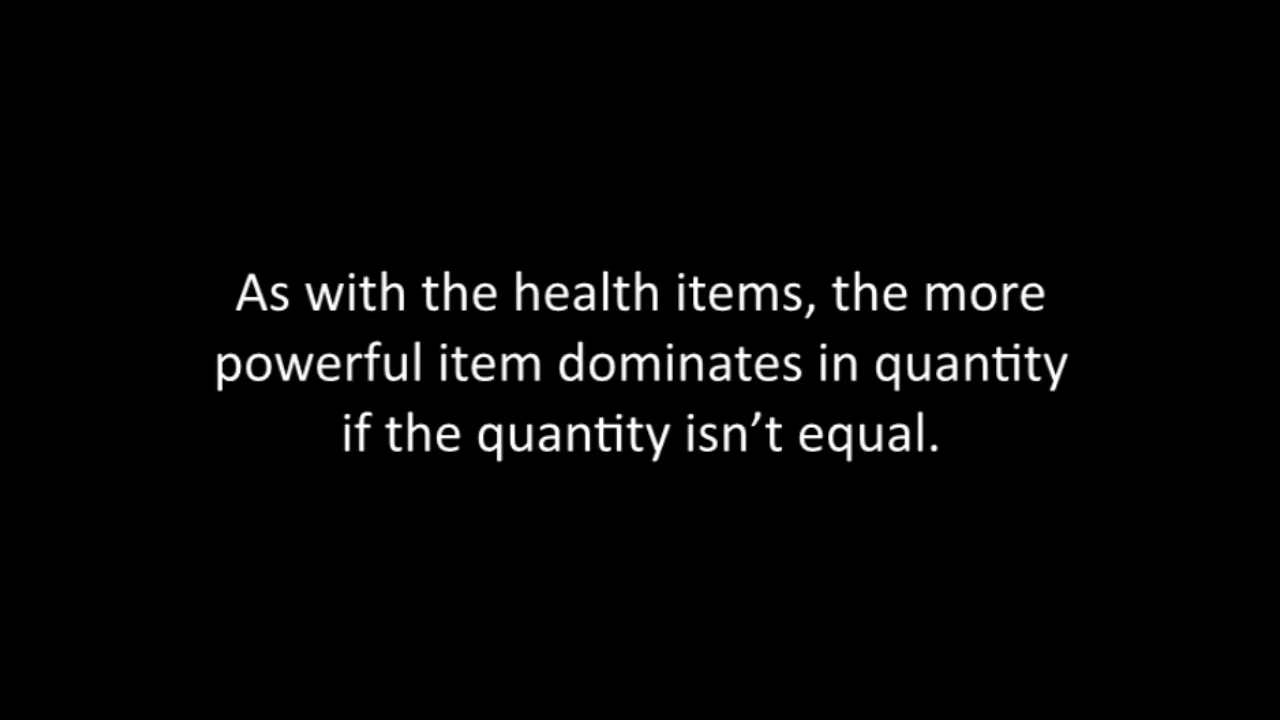 As with the health items, the more
powerful item dominates in quantity
if the quantity isn’t equal.